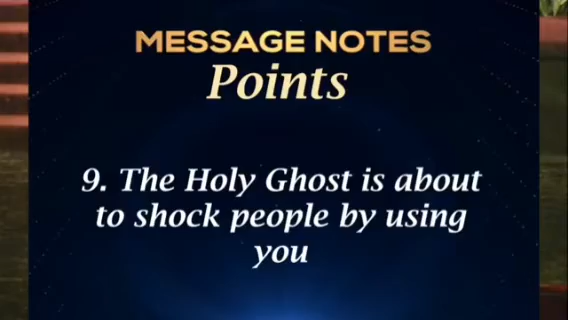 MESSAGE NOTES
Points
9. The Holy Ghost is about
to shock people by using
you